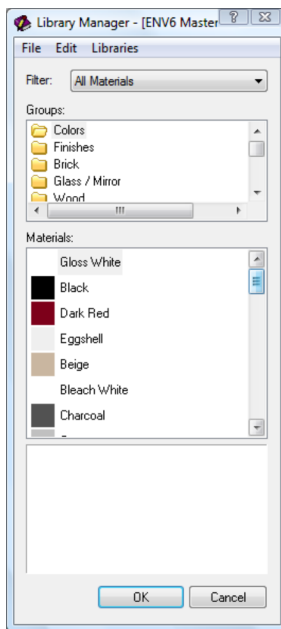 Library Manager - [ENV6 Master
File Edit Libraries
Filter: All Materials
Groups:
Colors
Finishes
Brick
Glass / Mirror
Wood
Materials:
Gloss White
Black
Dark Red
Eggshell
Beige
Bleach White
Charcoal
OK Cancel